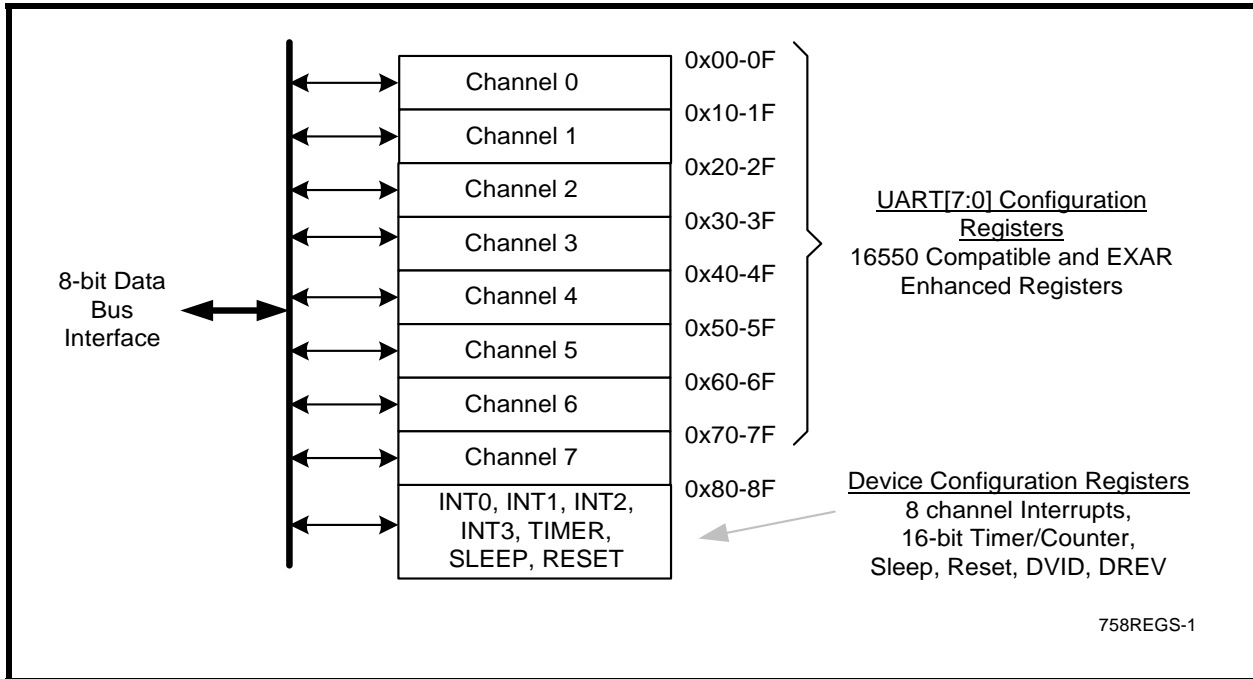 0x00-0F
Channel 0
0x10-1F
Channel 1
0x20-2F
Channel 2
0x30-3F
Channel 3
0x40-4F
Channel 4
0x50-5F
Channel 5
0x60-6F
Channel 6
0x70-7F
Channel 7
0x80-8F
INT0, INT1, INT2,
INT3, TIMER,
SLEEP, RESET
8-bit Data
Bus
Interface
UART[7:0] Configuration
Registers
16550 Compatible and EXAR
Enhanced Registers
Device Configuration Registers
8 channel Interrupts,
16-bit Timer/Counter,
Sleep, Reset, DVID, DREV
758REGS-1